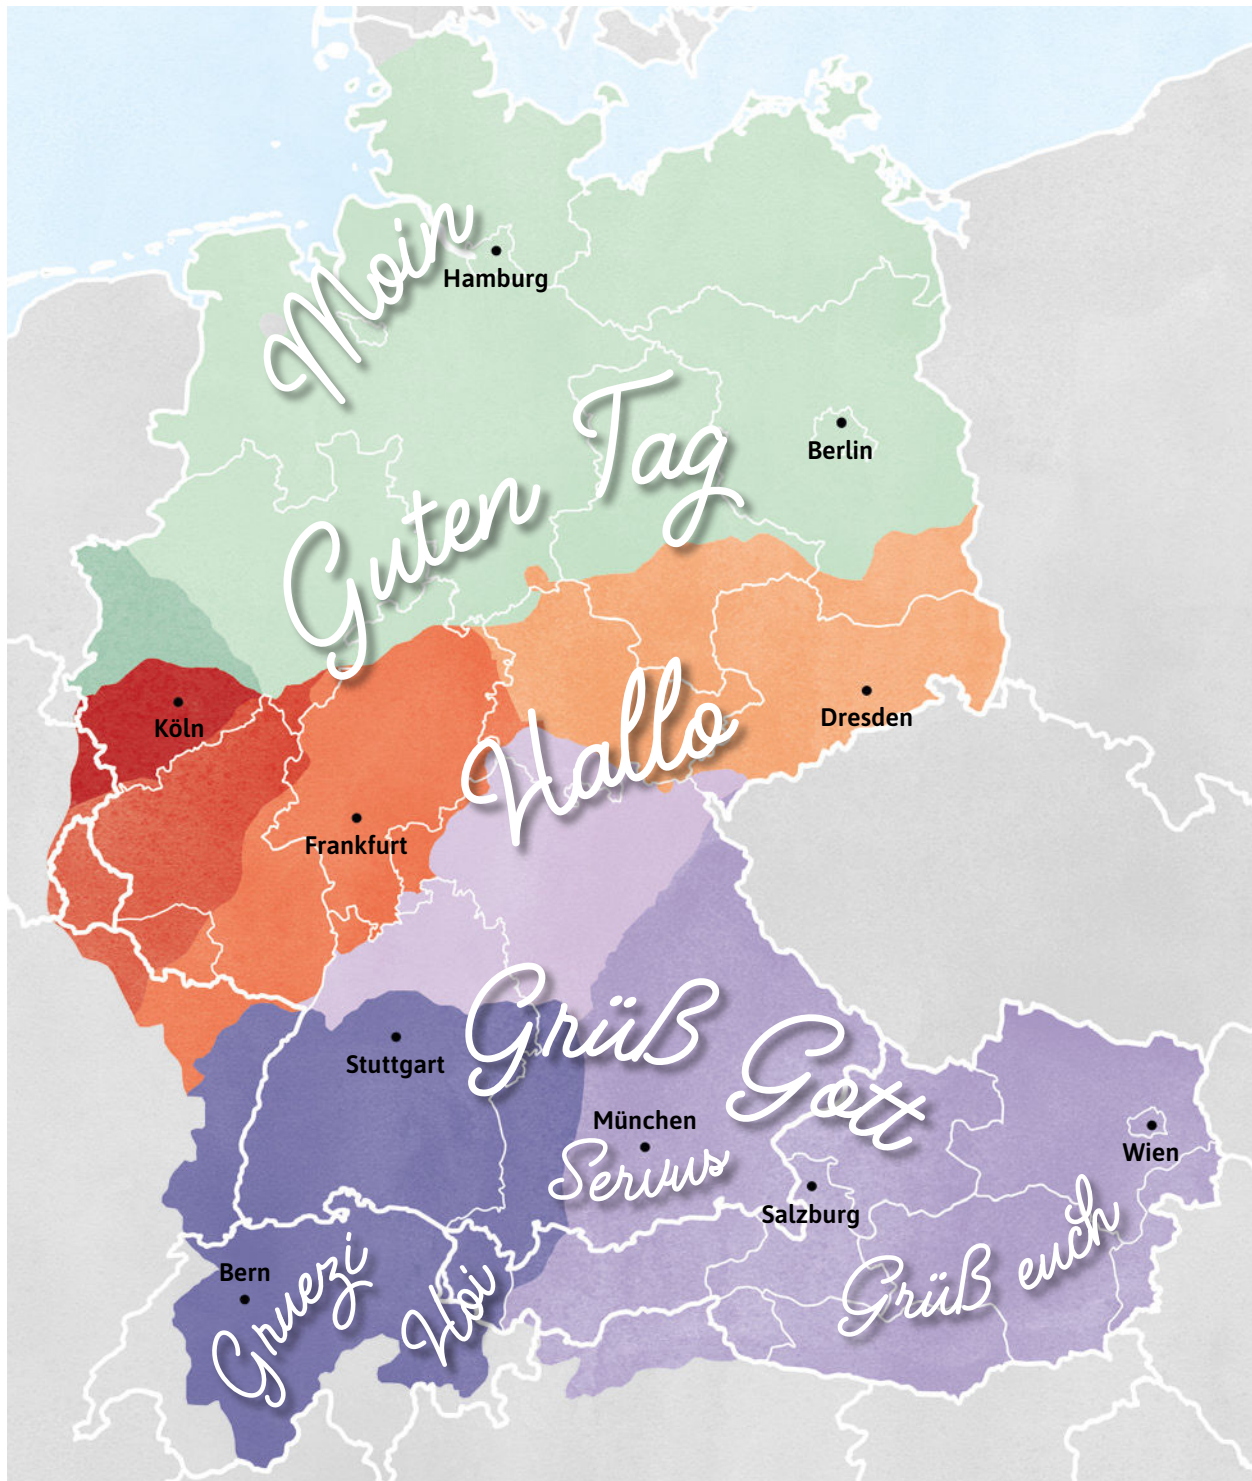 Moin
Hamburg
Berlin
Guten Tag
Köln
Dresden
Hallo
Frankfurt
Stuttgart
Grüß Gott
München
Servus
Wien
Salzburg
Grüß euch
Bern
Gruezi
Hoi